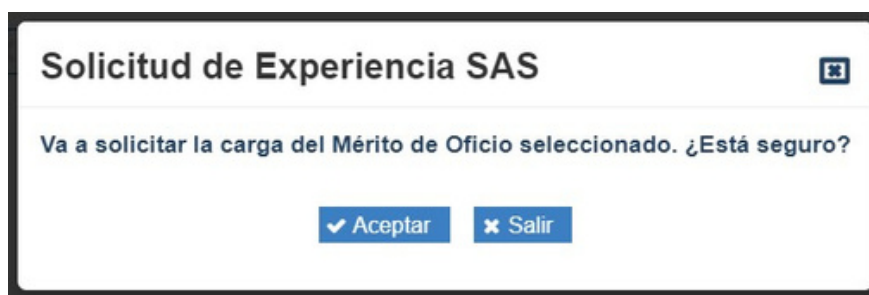 Solicitud de Experiencia SAS
Va a solicitar la carga del Mérito de Oficio seleccionado. ¿Está seguro?
Aceptar
Salir